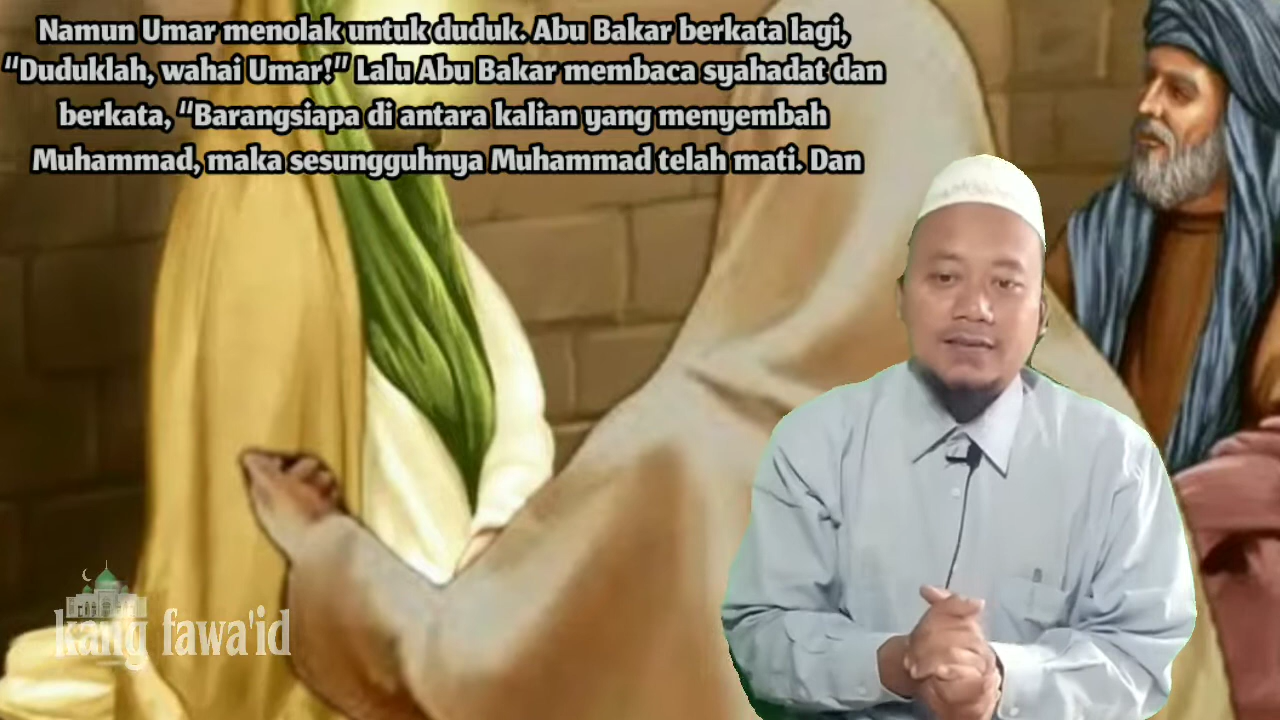 Namun Umar menolak untuk duduk. Abu Bakar berkata lagi,
“Duduklah, wahai Umar!” Lalu Abu Bakar membaca syahadat dan
berkata, “Barangsiapa di antara kalian yang menyembah
Muhammad, maka sesungguhnya Muhammad telah mati. Dan
kang fawa'id